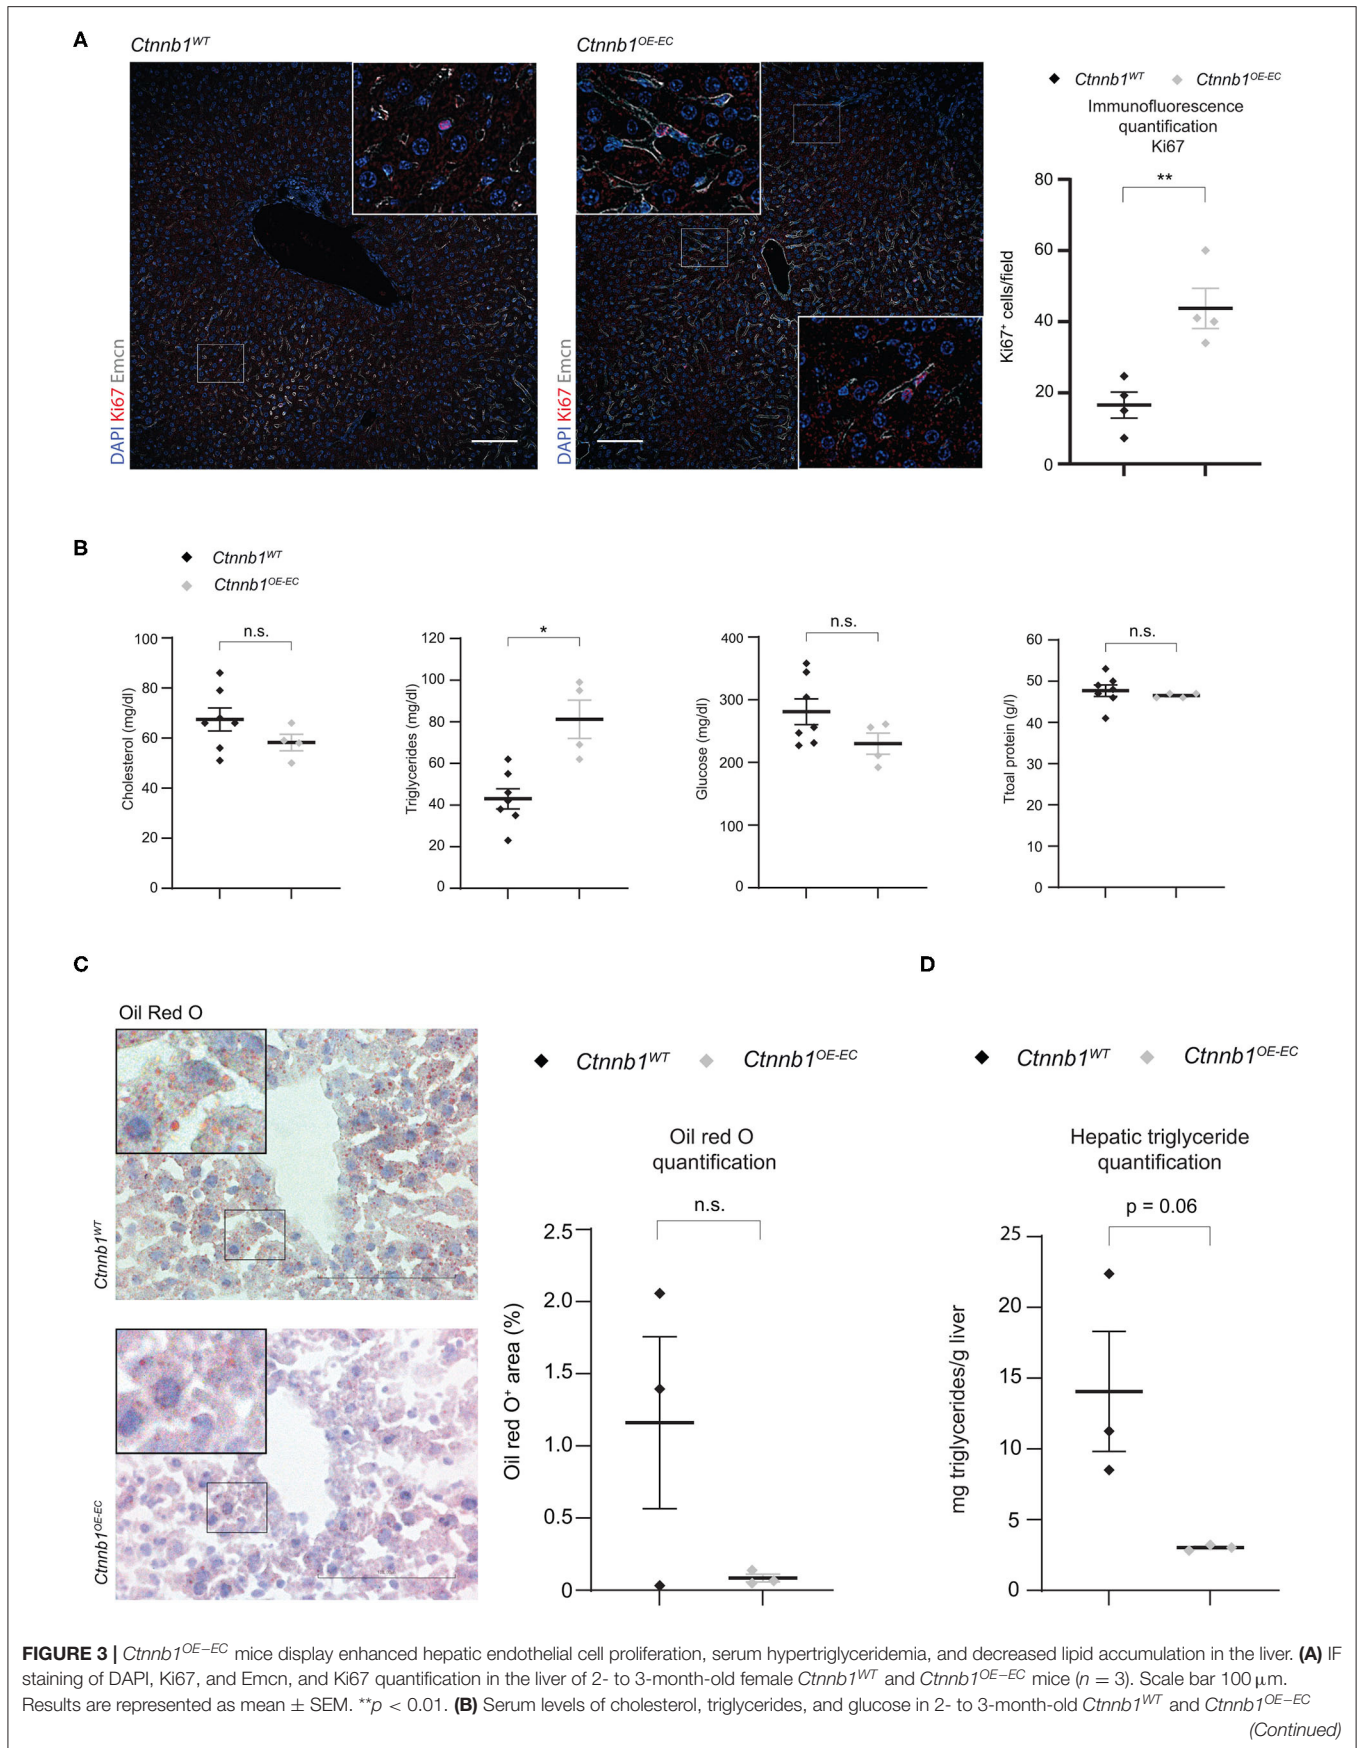 A
Ctnnb1WT
Ctnnb1OE-EC
DAPI Ki67 Emcn
DAPI Ki67 Emcn
Ctnnb1WT Ctnnb1OE-EC
Immunofluorescence
quantification
Ki67
**
Ki67+ cells/field
80
60
40
20
0
B
Ctnnb1WT
Ctnnb1OE-EC
n.s.
Cholesterol (mg/dl)
100
80
60
40
20
0
*
Triglycerides (mg/dl)
120
100
80
60
40
20
0
n.s.
Glucose (mg/dl)
400
300
200
100
0
n.s.
Ttoal protein (g/l)
60
50
40
30
20
10
0
C
Oil Red O
Ctnnb1WT
Ctnnb1OE-EC
Ctnnb1WT Ctnnb1OE-EC
Oil red O
quantification
n.s.
Oil red O+ area (%)
2.5
2.0
1.5
1.0
0.5
0
D
Ctnnb1WT Ctnnb1OE-EC
Hepatic triglyceride
quantification
p = 0.06
mg triglycerides/g liver
25
20
15
10
5
0
FIGURE 3 | Ctnnb1OE−EC mice display enhanced hepatic endothelial cell proliferation, serum hypertriglyceridemia, and decreased lipid accumulation in the liver. (A) IF
staining of DAPI, Ki67, and Emcn, and Ki67 quantification in the liver of 2- to 3-month-old female Ctnnb1WT and Ctnnb1OE−EC mice (n = 3). Scale bar 100 μm.
Results are represented as mean ± SEM. **p < 0.01. (B) Serum levels of cholesterol, triglycerides, and glucose in 2- to 3-month-old Ctnnb1WT and Ctnnb1OE−EC
(Continued)